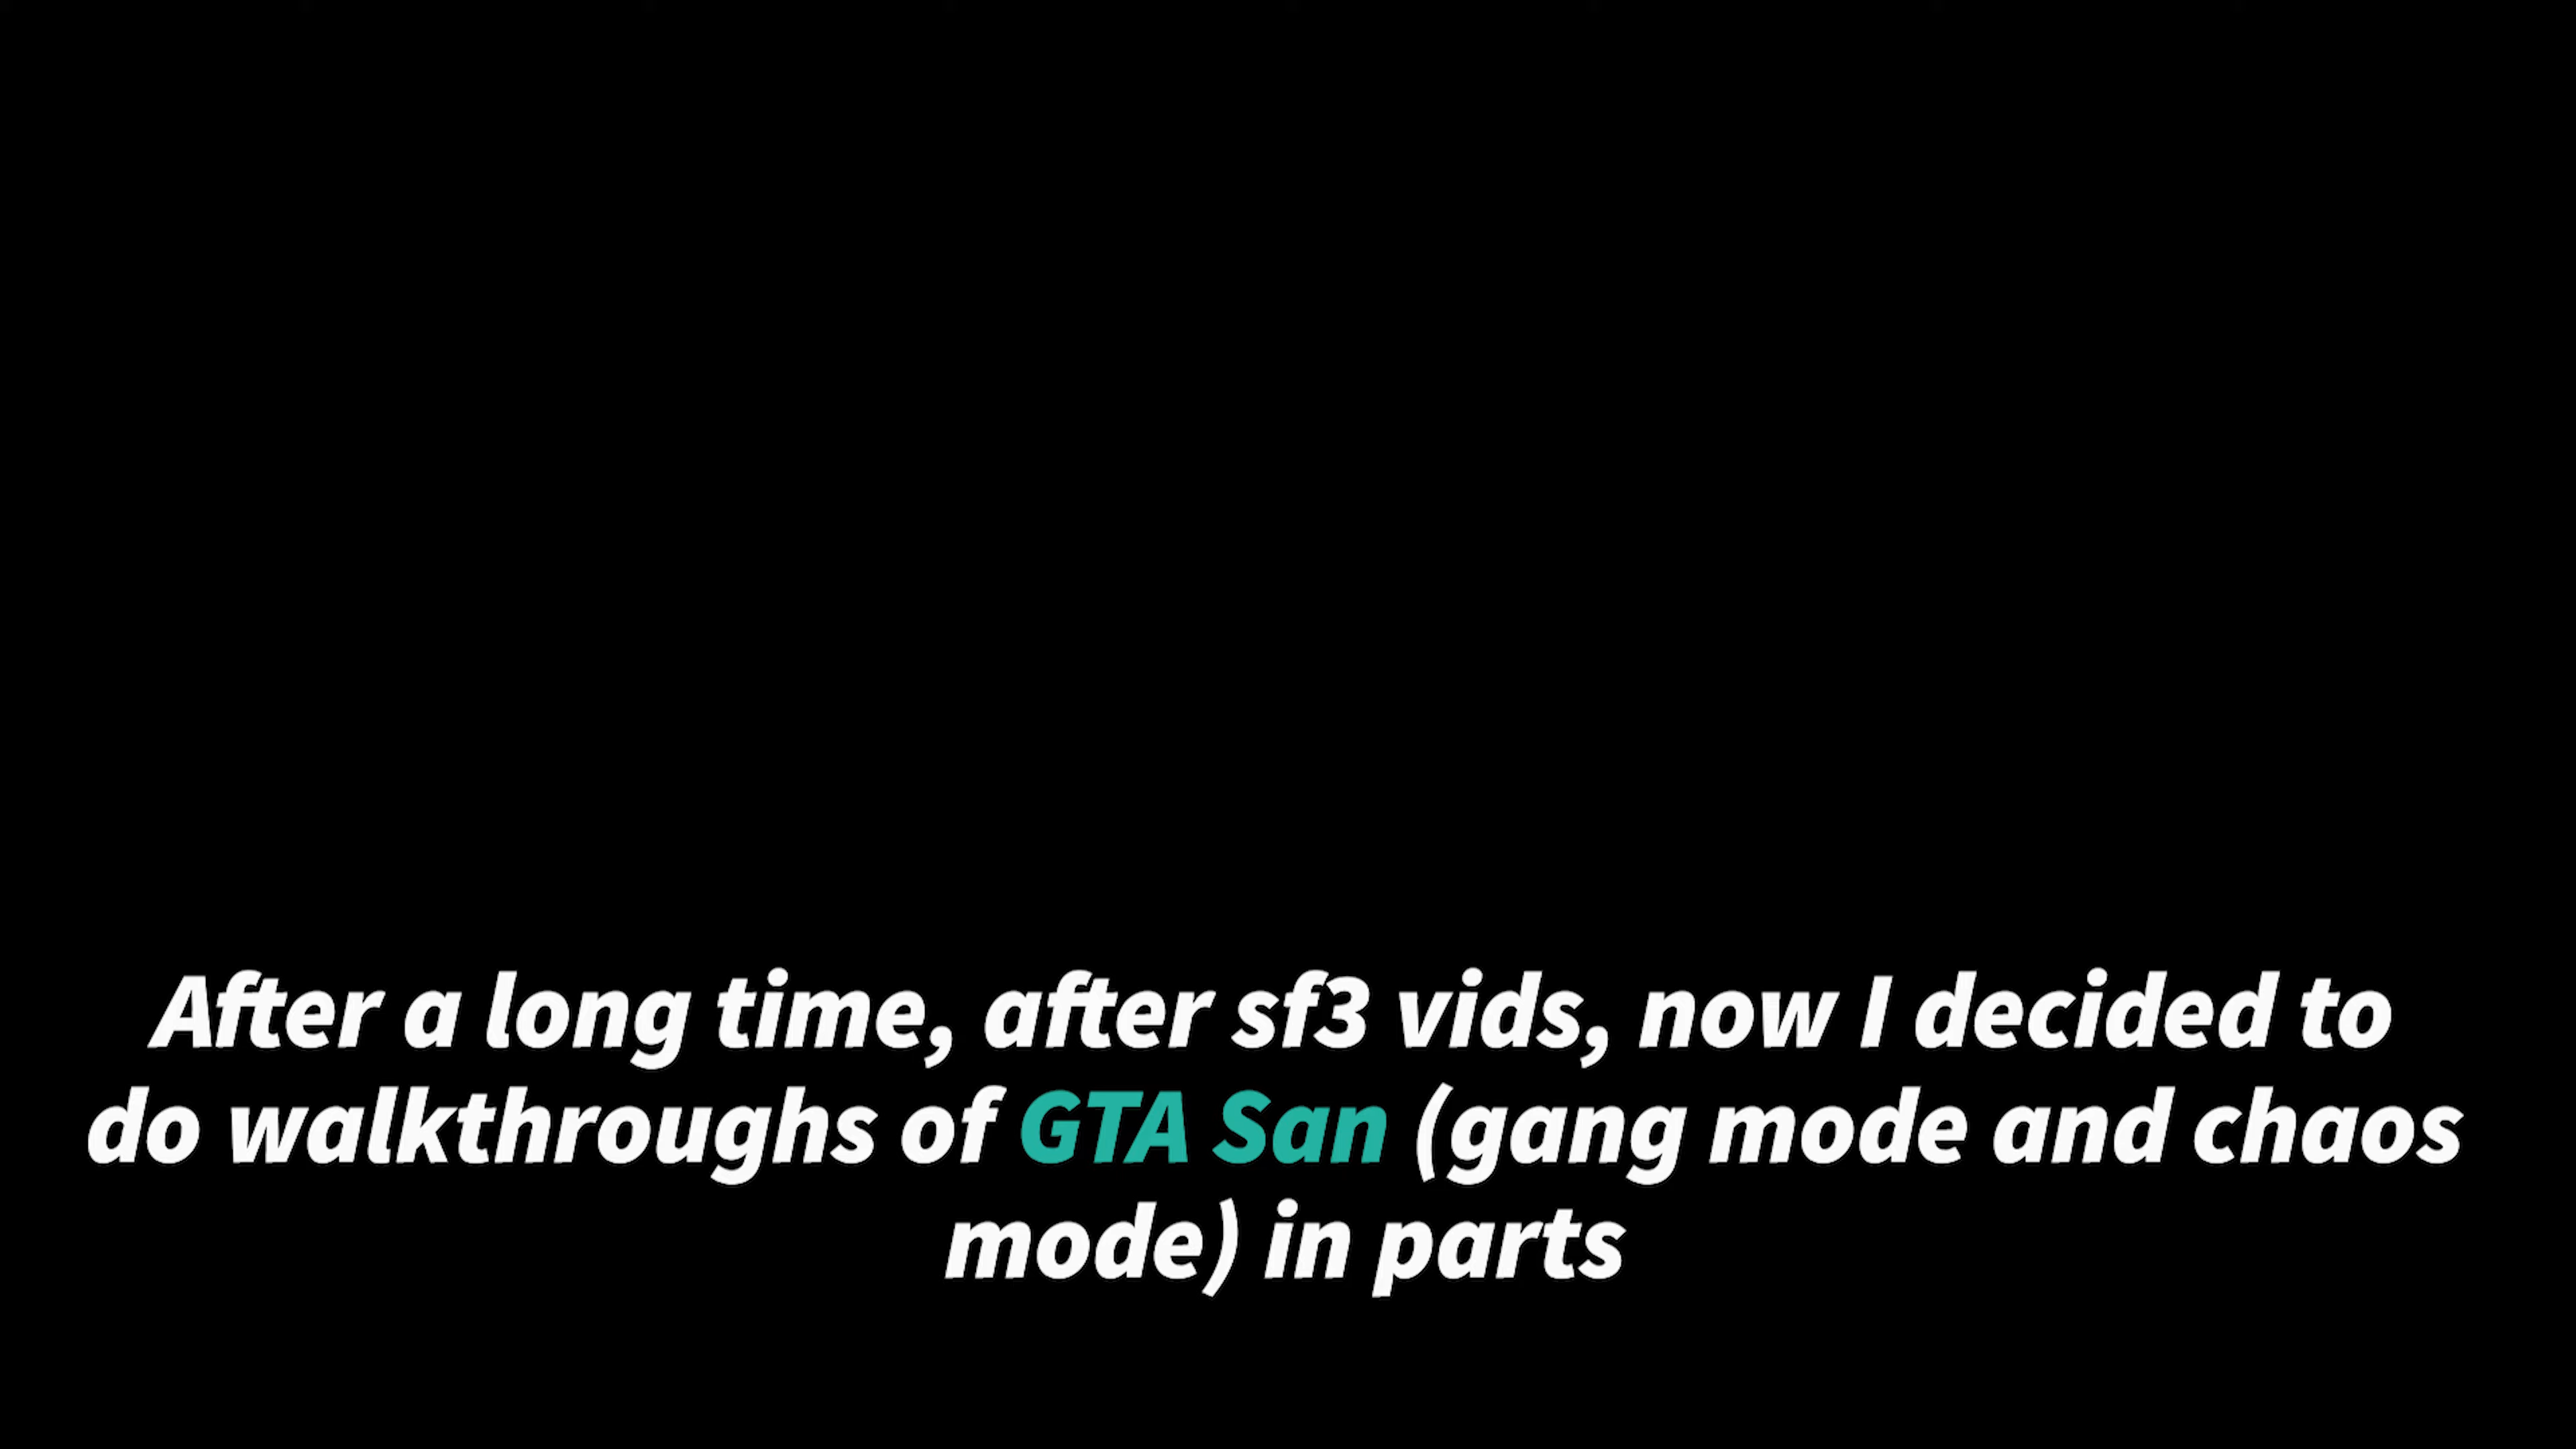 After a long time, after sf3 vids, now I decided to
do walkthroughs of GTA San (gang mode and chaos
mode) in parts